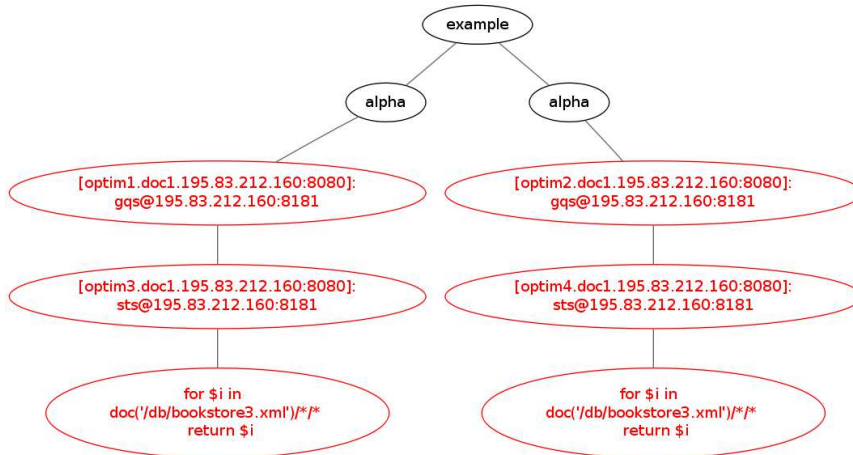 example
alpha
alpha
[optim1.doc1.195.83.212.160:8080]:
gqs@195.83.212.160:8181
[optim2.doc1.195.83.212.160:8080]:
gqs@195.83.212.160:8181
[optim3.doc1.195.83.212.160:8080]:
sts@195.83.212.160:8181
[optim4.doc1.195.83.212.160:8080]:
sts@195.83.212.160:8181
for $i in
doc('/db/bookstore3.xml')/*/*
return $i
for $i in
doc('/db/bookstore3.xml')/*/*
return $i